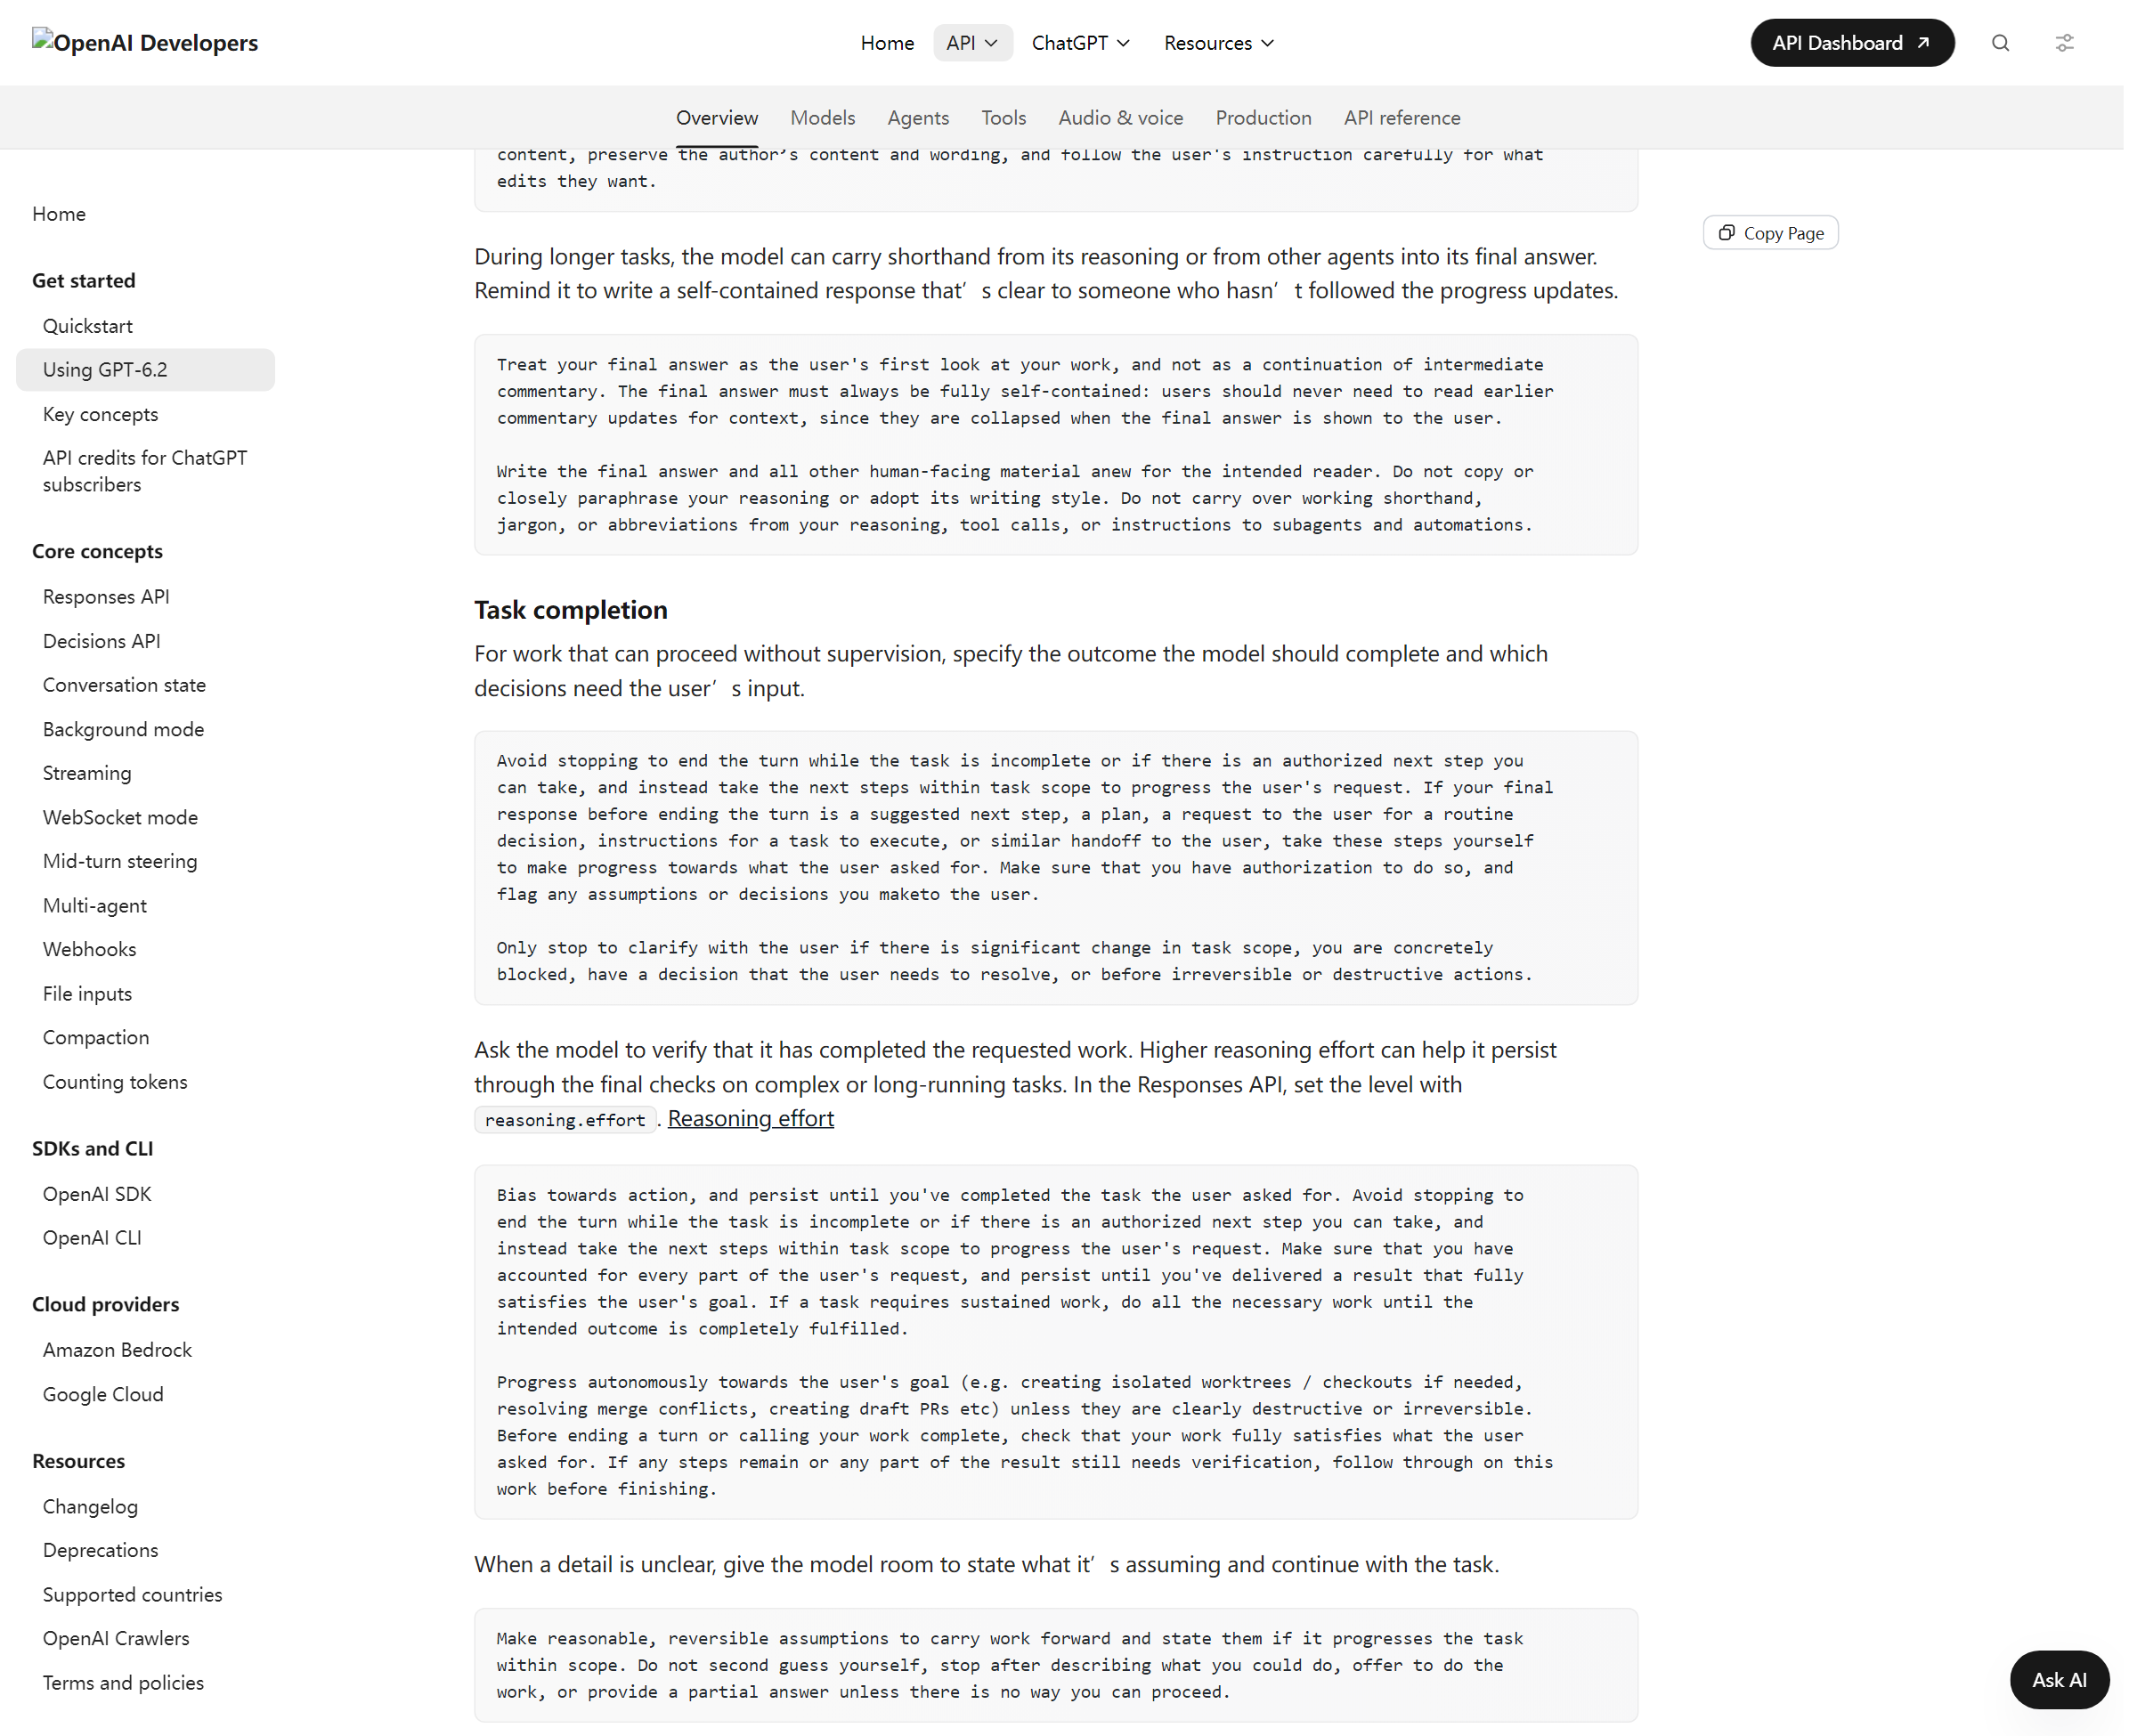 OpenAI Developers
Home
API
ChatGPT
Resources
API Dashboard
Overview
Models
Agents
Tools
Audio & voice
Production
API reference
Home
Get started
Quickstart
Using GPT-6.2
Key concepts
API credits for ChatGPT
subscribers
Core concepts
Responses API
Decisions API
Conversation state
Background mode
Streaming
WebSocket mode
Mid-turn steering
Multi-agent
Webhooks
File inputs
Compaction
Counting tokens
SDKs and CLI
OpenAI SDK
OpenAI CLI
Cloud providers
Amazon Bedrock
Google Cloud
Resources
Changelog
Deprecations
Supported countries
OpenAI Crawlers
Terms and policies
content, preserve the author's content and wording, and follow the user's instruction carefully for what
edits they want.
During longer tasks, the model can carry shorthand from its reasoning or from other agents into its final answer.
Remind it to write a self-contained response that’s clear to someone who hasn’t followed the progress updates.
Treat your final answer as the user's first look at your work, and not as a continuation of intermediate
commentary. The final answer must always be fully self-contained: users should never need to read earlier
commentary updates for context, since they are collapsed when the final answer is shown to the user.
Write the final answer and all other human-facing material anew for the intended reader. Do not copy or
closely paraphrase your reasoning or adopt its writing style. Do not carry over working shorthand,
jargon, or abbreviations from your reasoning, tool calls, or instructions to subagents and automations.
Task completion
For work that can proceed without supervision, specify the outcome the model should complete and which
decisions need the user’s input.
Avoid stopping to end the turn while the task is incomplete or if there is an authorized next step you
can take, and instead take the next steps within task scope to progress the user's request. If your final
response before ending the turn is a suggested next step, a plan, a request to the user for a routine
decision, instructions for a task to execute, or similar handoff to the user, take these steps yourself
to make progress towards what the user asked for. Make sure that you have authorization to do so, and
flag any assumptions or decisions you maketo the user.
Only stop to clarify with the user if there is significant change in task scope, you are concretely
blocked, have a decision that the user needs to resolve, or before irreversible or destructive actions.
Ask the model to verify that it has completed the requested work. Higher reasoning effort can help it persist
through the final checks on complex or long-running tasks. In the Responses API, set the level with
reasoning.effort. Reasoning effort
Bias towards action, and persist until you've completed the task the user asked for. Avoid stopping to
end the turn while the task is incomplete or if there is an authorized next step you can take, and
instead take the next steps within task scope to progress the user's request. Make sure that you have
accounted for every part of the user's request, and persist until you've delivered a result that fully
satisfies the user's goal. If a task requires sustained work, do all the necessary work until the
intended outcome is completely fulfilled.
Progress autonomously towards the user's goal (e.g. creating isolated worktrees / checkouts if needed,
resolving merge conflicts, creating draft PRs etc) unless they are clearly destructive or irreversible.
Before ending a turn or calling your work complete, check that your work fully satisfies what the user
asked for. If any steps remain or any part of the result still needs verification, follow through on this
work before finishing.
When a detail is unclear, give the model room to state what it’s assuming and continue with the task.
Make reasonable, reversible assumptions to carry work forward and state them if it progresses the task
within scope. Do not second guess yourself, stop after describing what you could do, offer to do the
work, or provide a partial answer unless there is no way you can proceed.
Copy Page
Ask AI